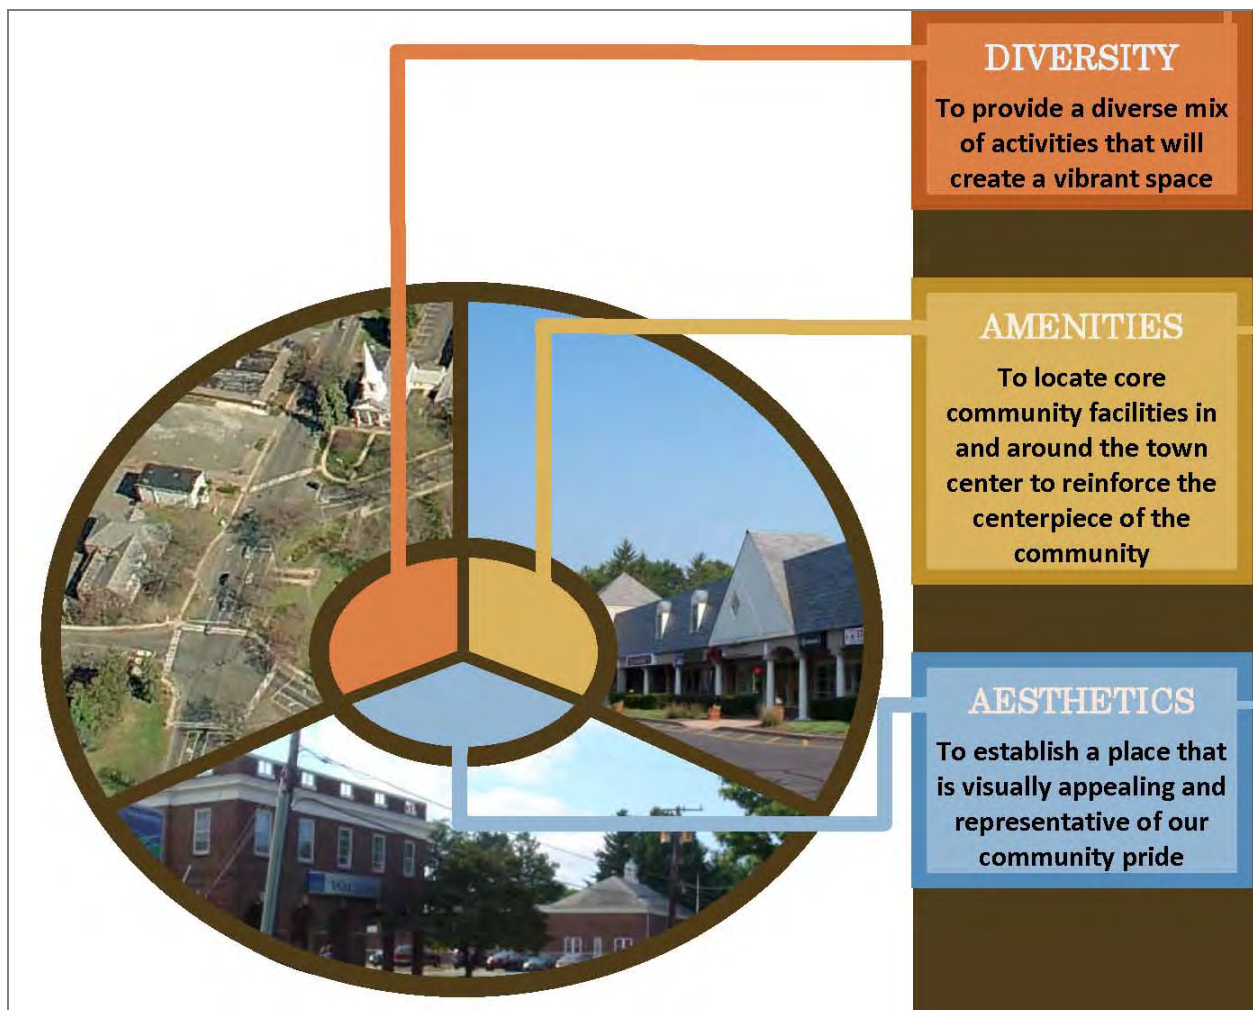 DIVERSITY
To provide a diverse mix
of activities that will
create a vibrant space
AMENITIES
To locate core
community facilities in
and around the town
center to reinforce the
centerpiece of the
community
AESTHETICS
To establish a place that
is visually appealing and
representative of our
community pride